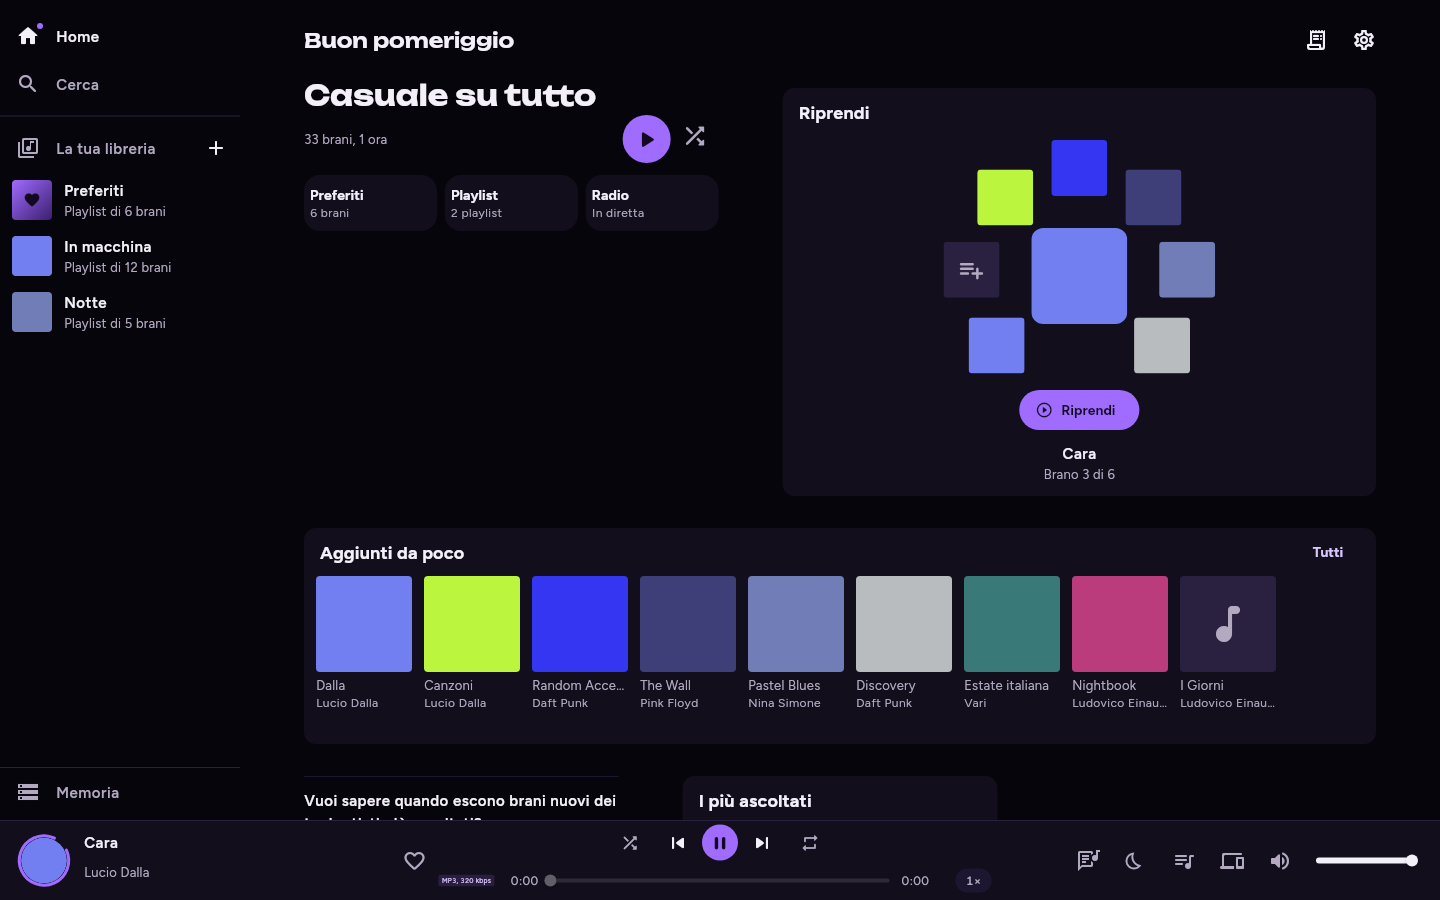 Home
Cerca
La tua libreria
Preferiti
Playlist di 6 brani
In macchina
Playlist di 12 brani
Notte
Playlist di 5 brani
Memoria
Buon pomeriggio
Casuale su tutto
33 brani, 1 ora
Preferiti
6 brani
Playlist
2 playlist
Radio
In diretta
Riprendi
Riprendi
Cara
Brano 3 di 6
Aggiunti da poco
Tutti
Dalla
Lucio Dalla
Canzoni
Lucio Dalla
Random Acce...
Daft Punk
The Wall
Pink Floyd
Pastel Blues
Nina Simone
Discovery
Daft Punk
Estate italiana
Vari
Nightbook
Ludovico Einau...
I Giorni
Ludovico Einau...
Vuoi sapere quando escono brani nuovi dei
I più ascoltati
Cara
Lucio Dalla
MP3, 320 kbps
0:00
0:00
1×